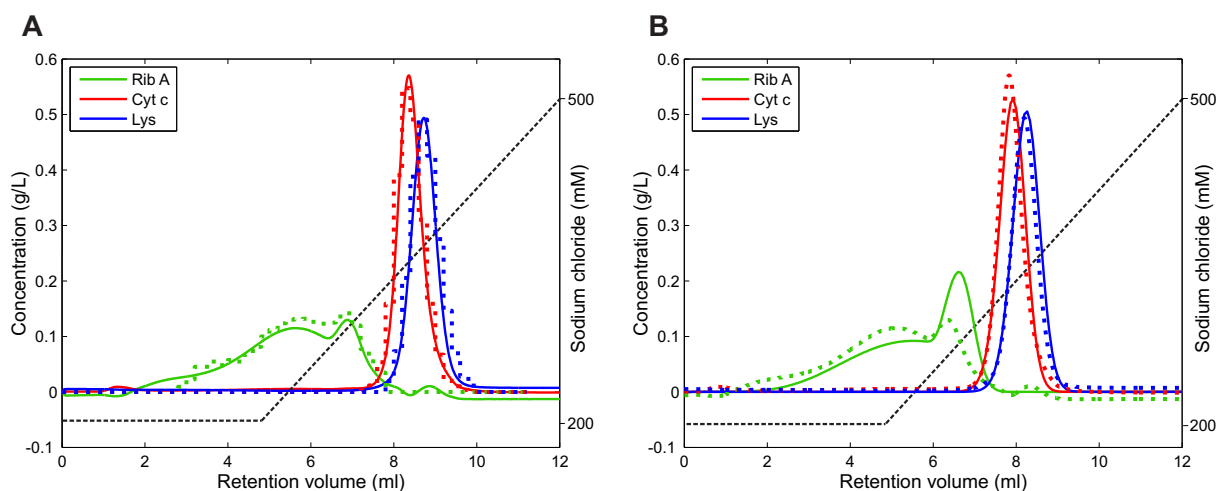 A
B
0.6
0.5
0.4
0.3
0.2
0.1
0
-0.1
Concentration (g/L)
Rib A
Cyt c
Lys
500
200
Sodium chloride (mM)
0 2 4 6 8 10 12
Retention volume (ml)
0.6
0.5
0.4
0.3
0.2
0.1
0
-0.1
Concentration (g/L)
Rib A
Cyt c
Lys
500
200
Sodium chloride (mM)
0 2 4 6 8 10 12
Retention volume (ml)